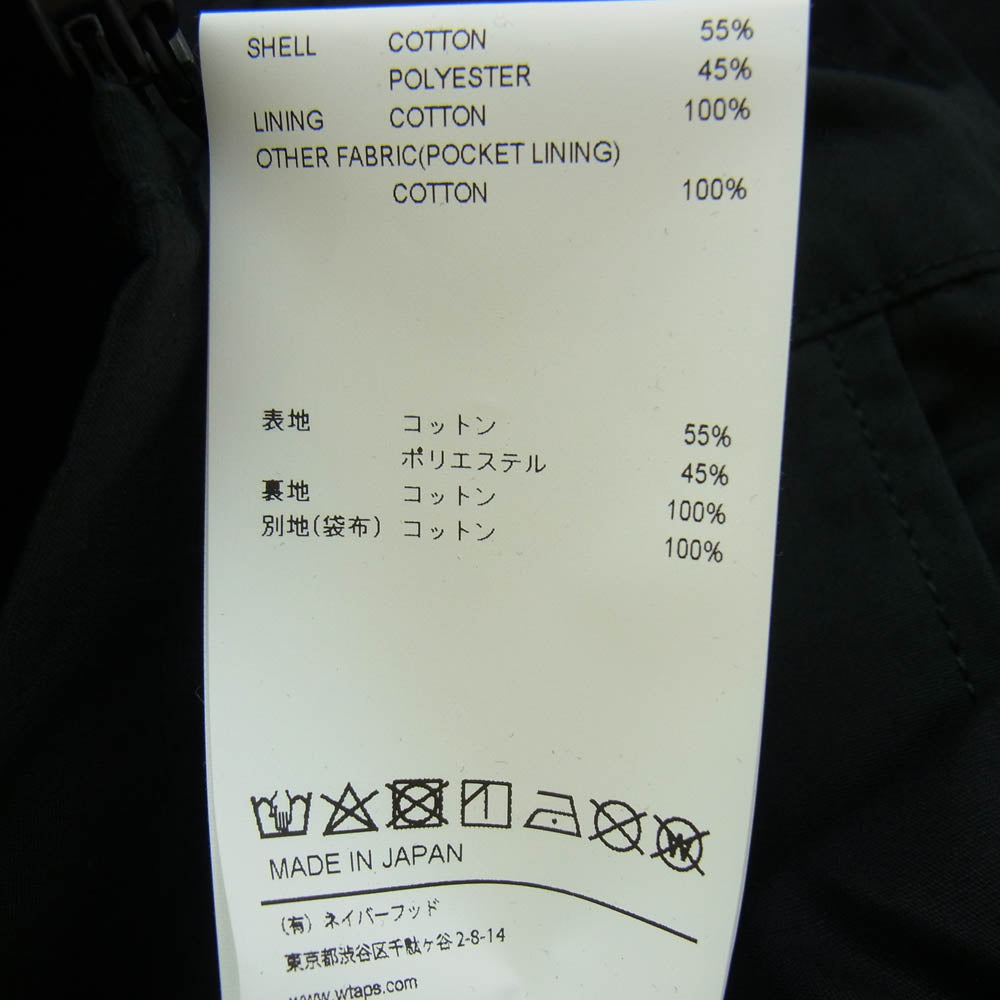 SHELL COTTON 55%
POLYESTER 45%
LINING COTTON 100%
OTHER FABRIC(POCKET LINING)
COTTON 100%
表地 コットン 55%
ポリエステル 45%
裏地 コットン 100%
別地(袋布) コットン 100%
W
MADE IN JAPAN
(有) ネイバーフッド
東京都渋谷区千駄ヶ谷 2-8-14
www.wtaps.com